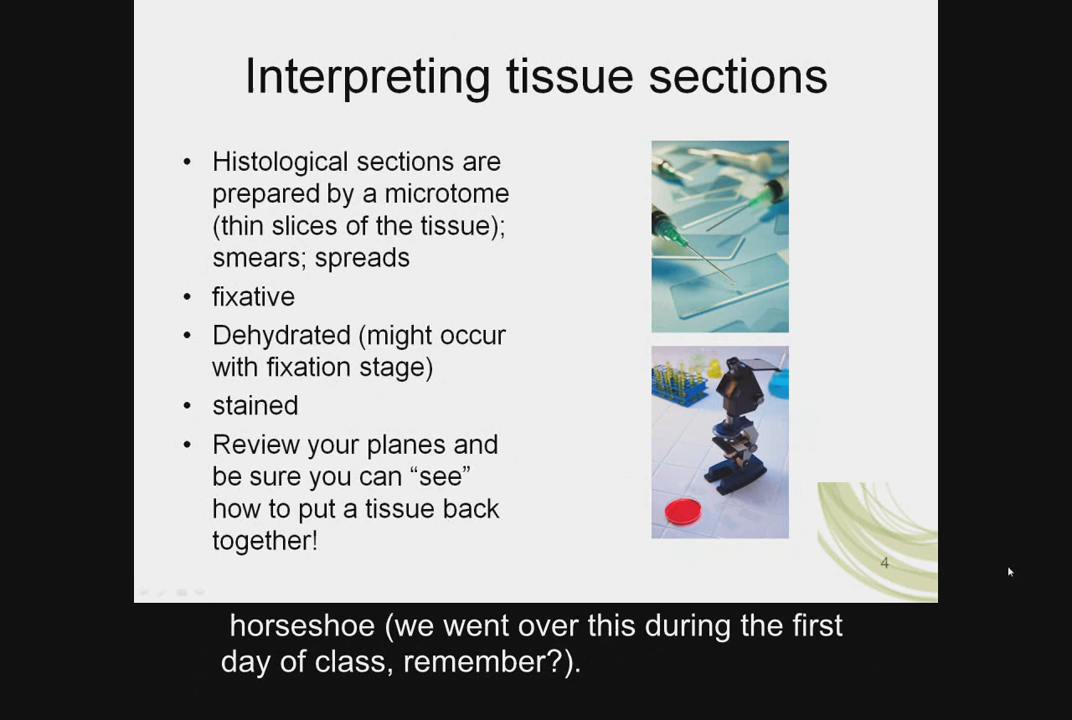 Interpreting tissue sections
• Histological sections are
prepared by a microtome
(thin slices of the tissue);
smears; spreads
• fixative
• Dehydrated (might occur
with fixation stage)
• stained
• Review your planes and
be sure you can “see”
how to put a tissue back
together!
4
horseshoe (we went over this during the first
day of class, remember?).